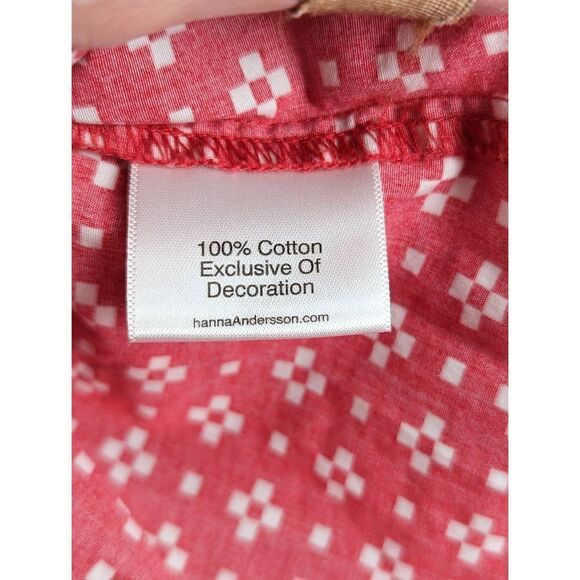 100% Cotton
Exclusive Of
Decoration
hannaAndersson.com